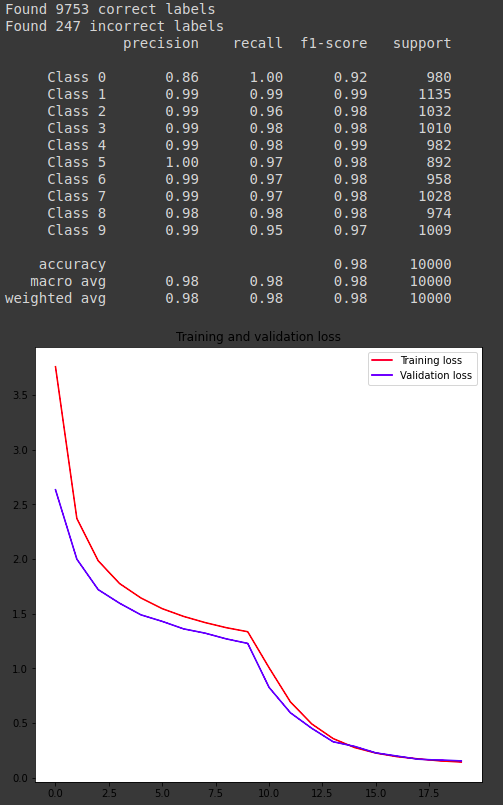 Found 9753 correct labels
Found 247 incorrect labels
precision recall f1-score support
Class 0 0.86 1.00 0.92 980
Class 1 0.99 0.99 0.99 1135
Class 2 0.99 0.96 0.98 1032
Class 3 0.99 0.98 0.98 1010
Class 4 0.99 0.98 0.99 982
Class 5 1.00 0.97 0.98 892
Class 6 0.99 0.97 0.98 958
Class 7 0.99 0.97 0.98 1028
Class 8 0.98 0.98 0.98 974
Class 9 0.99 0.95 0.97 1009
accuracy 0.98 10000
macro avg 0.98 0.98 0.98 10000
weighted avg 0.98 0.98 0.98 10000
Training and validation loss
Training loss
Validation loss
3.5
3.0
2.5
2.0
1.5
1.0
0.5
0.0
0.0 2.5 5.0 7.5 10.0 12.5 15.0 17.5